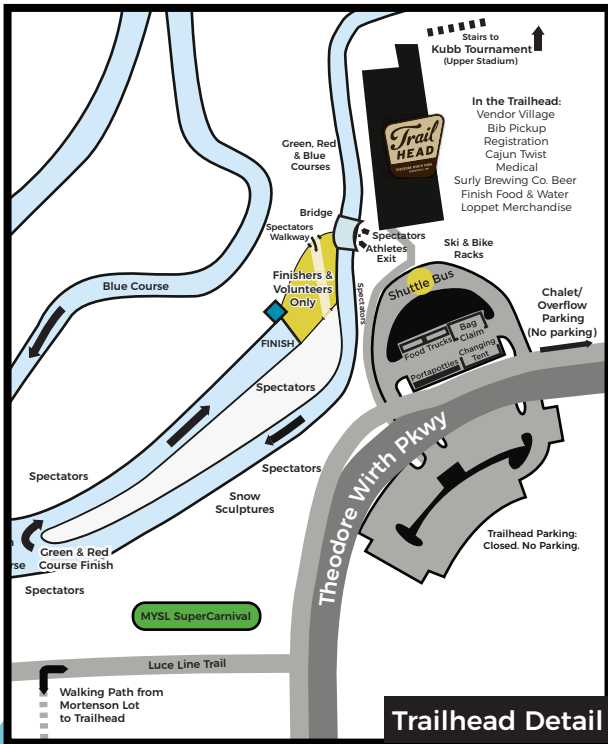 Stairs to
Kubb Tournament
(Upper Stadium)
In the Trailhead:
Vendor Village
Bib Pickup
Registration
Cajun Twist
Medical
Surly Brewing Co. Beer
Finish Food & Water
Loppet Merchandise
Trail
HEAD
Green, Red
& Blue
Courses
Bridge
Spectators
Walkway
Spectators
Athletes
Exit
Ski & Bike
Racks
Finishers &
Volunteers
Only
Spectators
Shuttle Bus
Blue Course
Chalet/
Overflow
Parking
(No parking)
Food Trucks
Bag
Claim
Changing
Tent
Portapotties
FINISH
Spectators
Theodore Wirth Pkwy
Spectators
Spectators
Snow
Sculptures
Trailhead Parking:
Closed. No Parking.
Green & Red
Course Finish
Spectators
MYSL SuperCarnival
Luce Line Trail
Walking Path from
Mortenson Lot
to Trailhead
Trailhead Detail